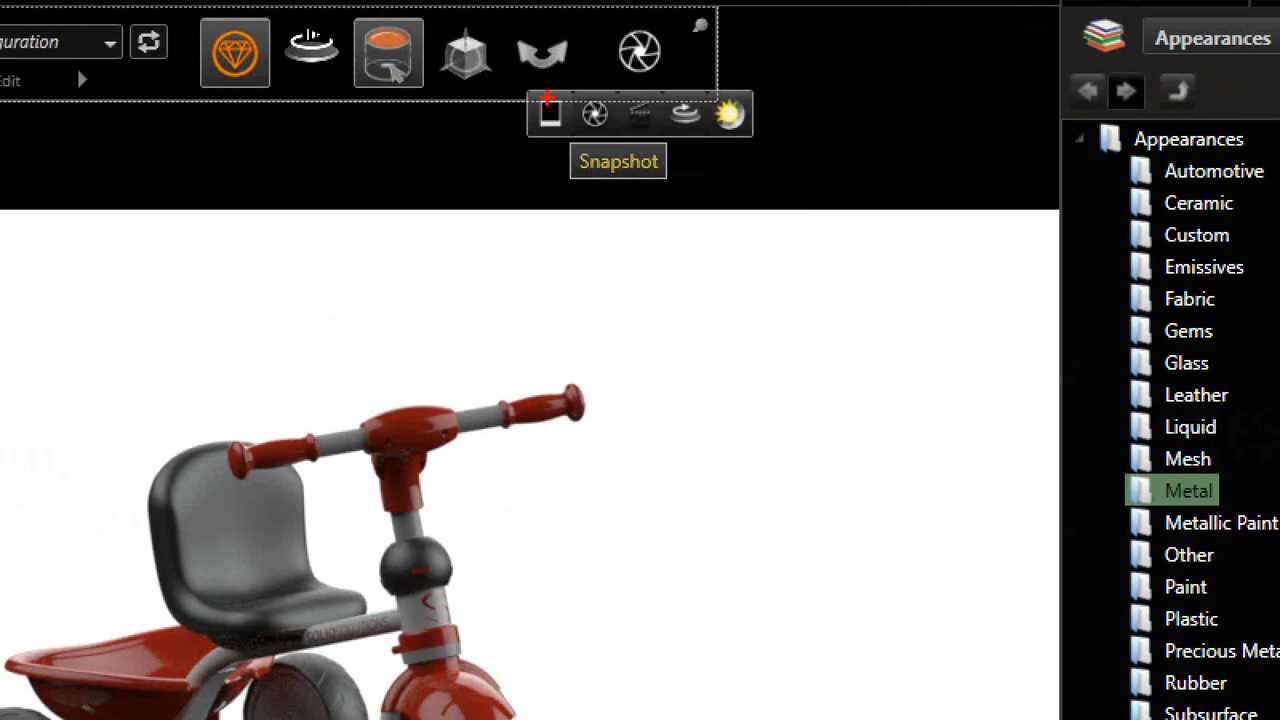 guration
Edit
Snapshot
Appearances
Appearances
Automotive
Ceramic
Custom
Emissives
Fabric
Gems
Glass
Leather
Liquid
Mesh
Metal
Metallic Paint
Other
Paint
Plastic
Precious Meta
Rubber
Subsurface